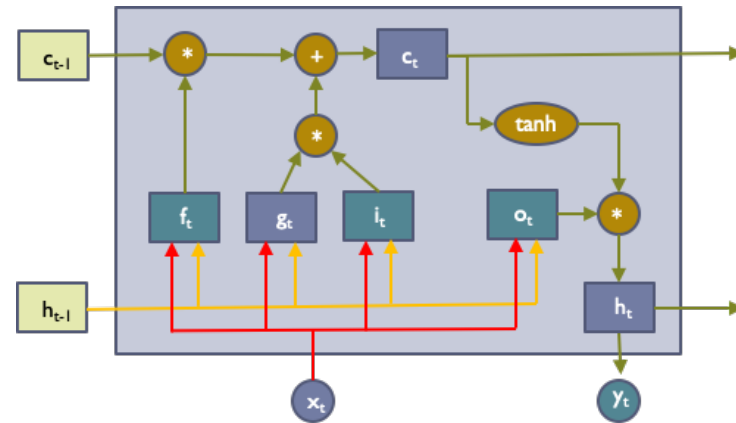 c_{t-1} * + c_t
tanh
*
f_t g_t i_t o_t *
h_{t-1} h_t
x_t y_t